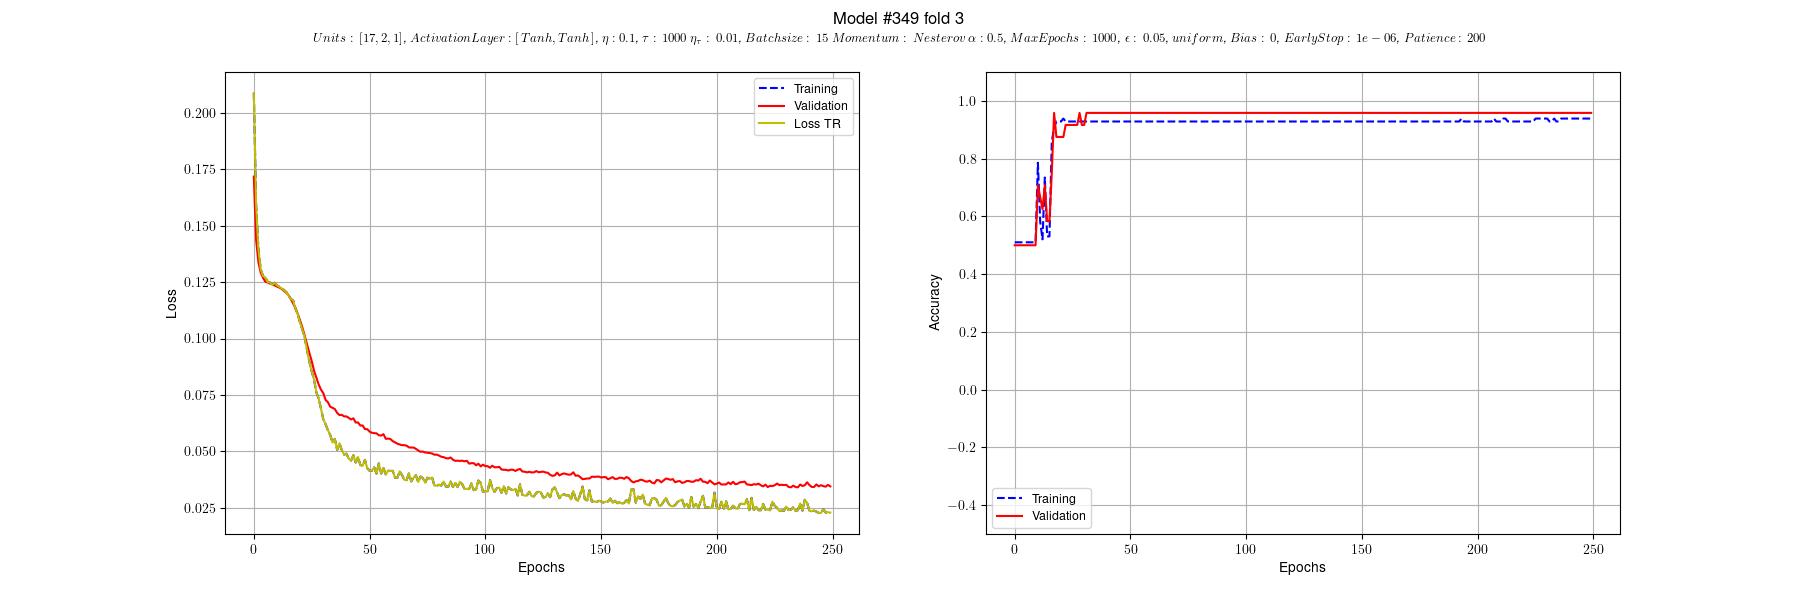 Model #349 fold 3
Units : [17, 2, 1], ActivationLayer : [Tanh, Tanh], η : 0.1, τ : 1000 ητ : 0.01, Batchsize : 15 Momentum : Nesterov α : 0.5, MaxEpochs : 1000, ϵ : 0.05, uniform, Bias : 0, EarlyStop : 1e − 06, Patience : 200
Training
Validation
Loss TR
0.200
0.175
0.150
0.125
0.100
0.075
0.050
0.025
Loss
0 50 100 150 200 250
Epochs
1.0
0.8
0.6
0.4
0.2
0.0
−0.2
−0.4
Accuracy
Training
Validation
0 50 100 150 200 250
Epochs